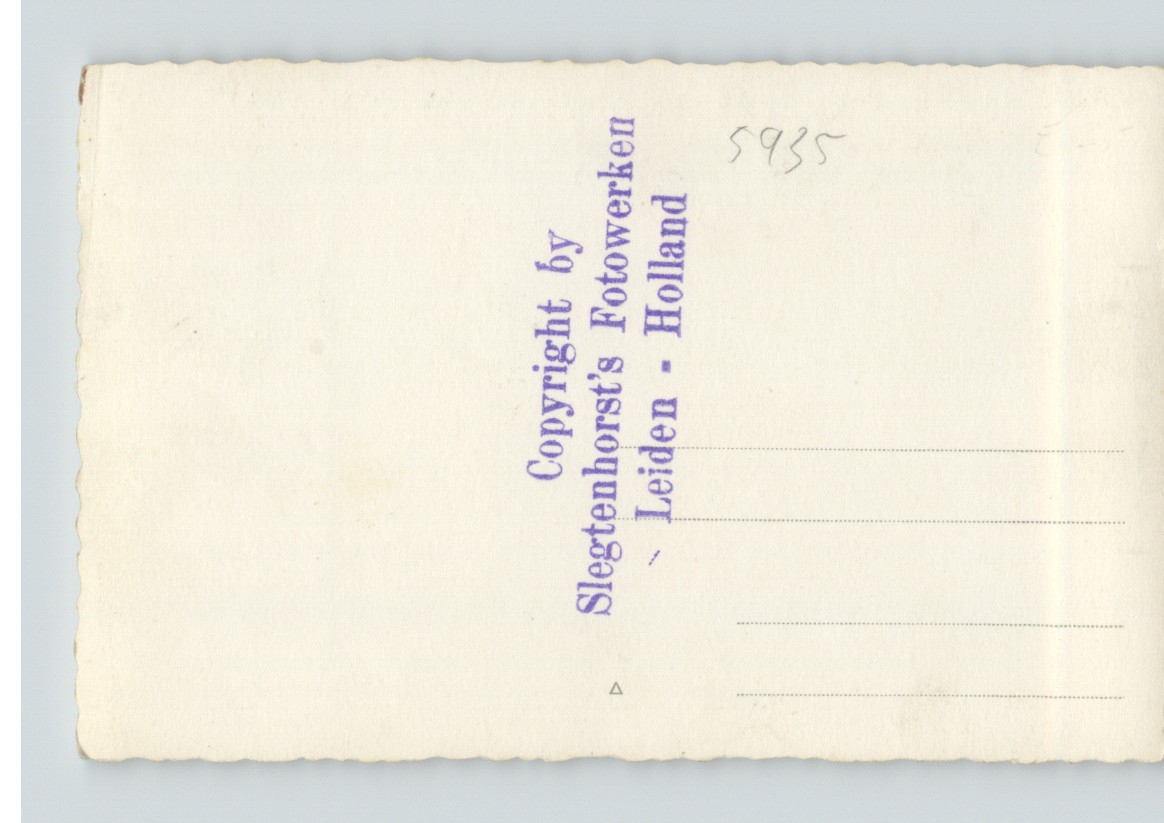 5935
Copyright by
Slegtenhorst's Fotowerken
Leiden - Holland